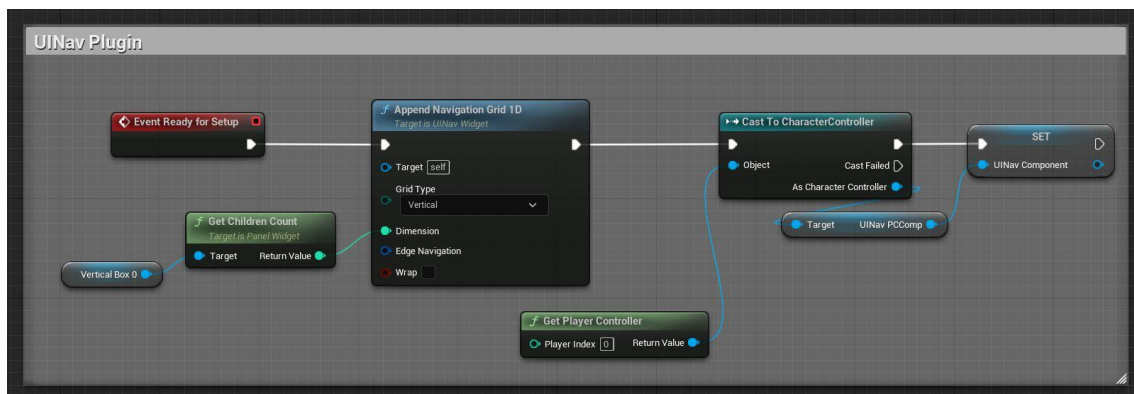 UINav Plugin
Event Ready for Setup
Append Navigation Grid 1D
Target is UINav Widget
Target self
Grid Type
Vertical
Dimension
Edge Navigation
Wrap
Get Children Count
Target is Panel Widget
Target Return Value
Vertical Box 0
Cast To CharacterController
Object Cast Failed
As Character Controller
SET
UINav Component
Target UINav PCComp
Get Player Controller
Player Index 0 Return Value